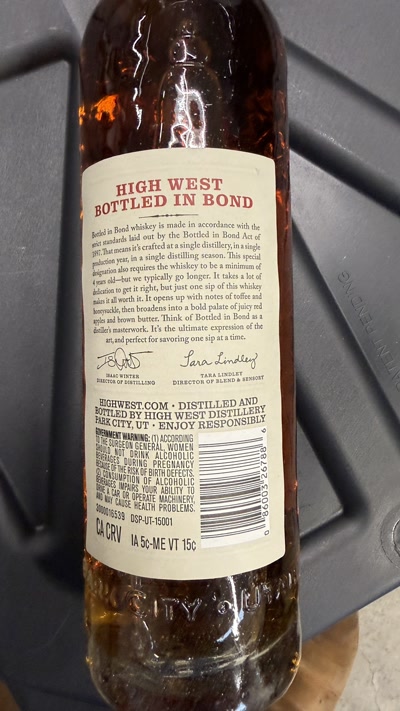 HIGH WEST
BOTTLED IN BOND
Bottled in Bond whiskey is made in accordance with the
strict standards laid out by the Bottled in Bond Act of
1897. That means it's crafted at a single distillery, in a single
production year, in a single distilling season. This special
designation also requires the whiskey to be a minimum of
4 years old—but we typically go longer. It takes a lot of
dedication to get it right, but just one sip of this whiskey
makes it all worth it. It opens up with notes of toffee and
honeysuckle, then broadens into a bold palate of juicy red
apples and brown butter. Think of Bottled in Bond as a
distiller's masterwork. It's the ultimate expression of the
art, and perfect for savoring one sip at a time.
Tara Lindley
ISAAC WINTER
DIRECTOR OF DISTILLING
TARA LINDLEY
DIRECTOR OF BLEND & SENSORY
HIGHWEST.COM • DISTILLED AND
BOTTLED BY HIGH WEST DISTILLERY
PARK CITY, UT • ENJOY RESPONSIBLY
GOVERNMENT WARNING: (1) ACCORDING
TO THE SURGEON GENERAL, WOMEN
SHOULD NOT DRINK ALCOHOLIC
BEVERAGES DURING PREGNANCY
BECAUSE OF THE RISK OF BIRTH DEFECTS.
(2) CONSUMPTION OF ALCOHOLIC
BEVERAGES IMPAIRS YOUR ABILITY TO
DRIVE A CAR OR OPERATE MACHINERY,
AND MAY CAUSE HEALTH PROBLEMS.
3000016539 DSP-UT-15001
CA CRV IA 5c-ME VT 15¢
0 86003 26788 6
CITY